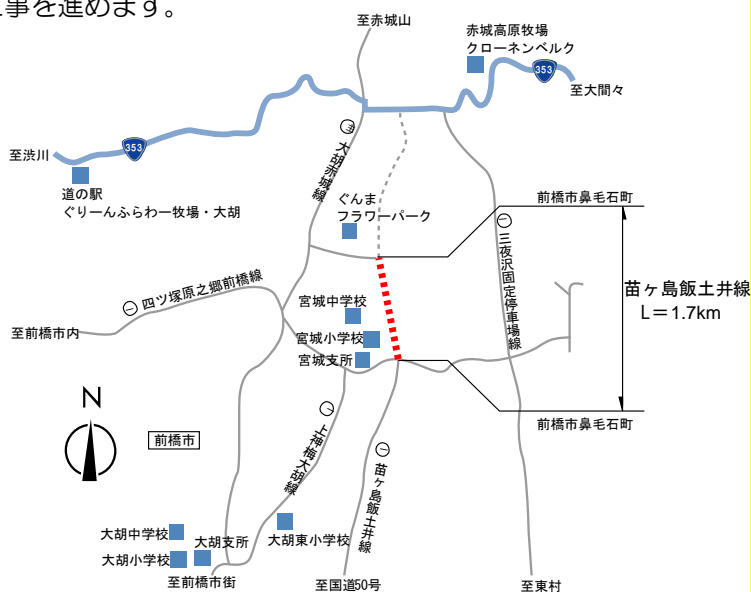 工事を進めます。
至赤城山
赤城高原牧場
クローネンベルク
353
至大間々
至渋川
353
道の駅
ぐりーんふらわー牧場・大胡
(主) 大胡赤城線
ぐんま
フラワーパーク
前橋市鼻毛石町
(一) 三夜沢固定停車場線
苗ヶ島飯土井線
L＝1.7km
(一) 四ツ塚原之郷前橋線
宮城中学校
至前橋市内
宮城小学校
宮城支所
N
前橋市
前橋市鼻毛石町
(一) 上神梅大胡線
(一) 苗ヶ島飯土井線
大胡中学校
大胡支所
大胡東小学校
大胡小学校
至前橋市街
至国道50号
至東村